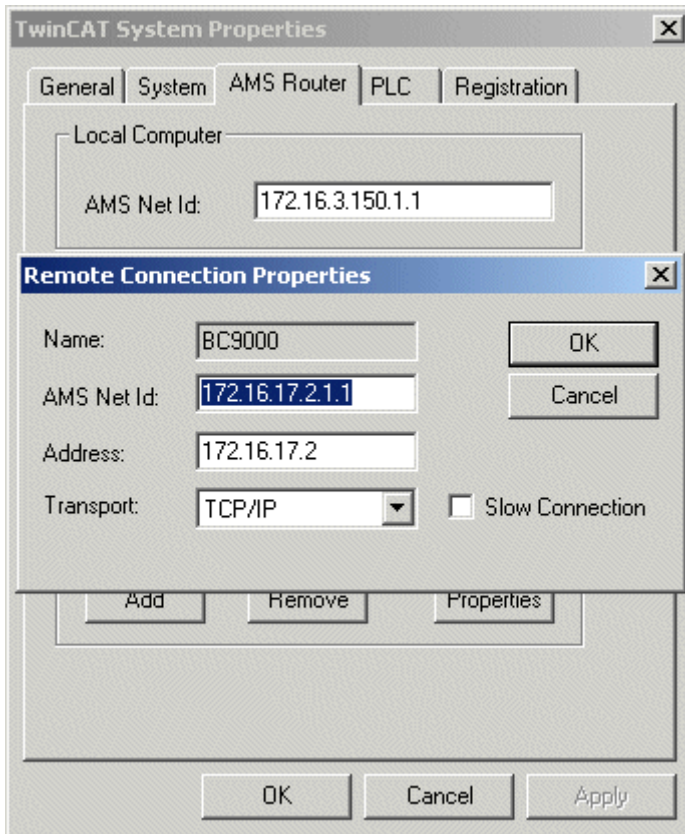 TwinCAT System Properties
General System AMS Router PLC Registration
Local Computer
AMS Net Id: 172.16.3.150.1.1
Remote Connection Properties
Name: BC9000 OK
AMS Net Id: 172.16.17.2.1.1 Cancel
Address: 172.16.17.2
Transport: TCP/IP Slow Connection
Add Remove Properties
OK Cancel Apply